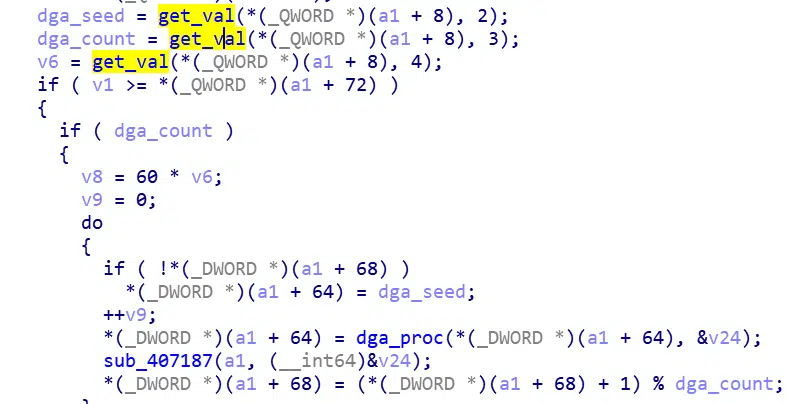 dga_seed = get_val(*(_QWORD *)(a1 + 8), 2);
dga_count = get_val(*(_QWORD *)(a1 + 8), 3);
v6 = get_val(*(_QWORD *)(a1 + 8), 4);
if ( v1 >= *(_QWORD *)(a1 + 72) )
{
if ( dga_count )
{
v8 = 60 * v6;
v9 = 0;
do
{
if ( !*(_DWORD *)(a1 + 68) )
*(_DWORD *)(a1 + 64) = dga_seed;
++v9;
*(_DWORD *)(a1 + 64) = dga_proc(*(_DWORD *)(a1 + 64), &v24);
sub_407187(a1, (__int64)&v24);
*(_DWORD *)(a1 + 68) = (*(_DWORD *)(a1 + 68) + 1) % dga_count;